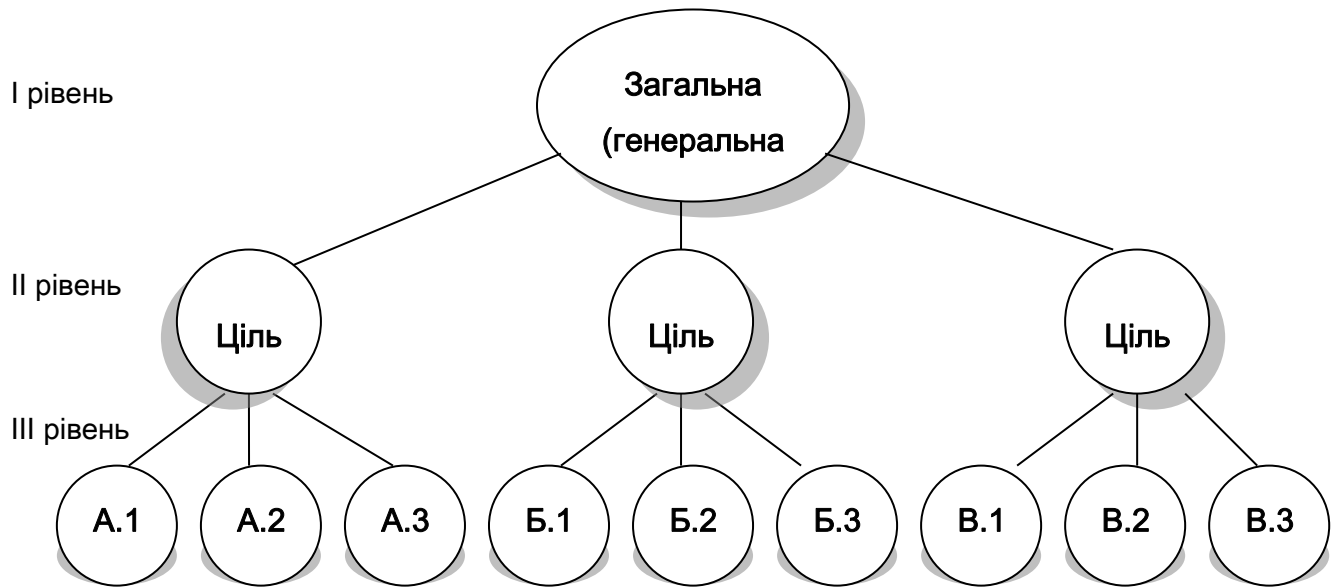 І рівень
Загальна
(генеральна
ІІ рівень
Ціль
Ціль
Ціль
ІІІ рівень
А.1
А.2
А.3
Б.1
Б.2
Б.3
В.1
В.2
В.3